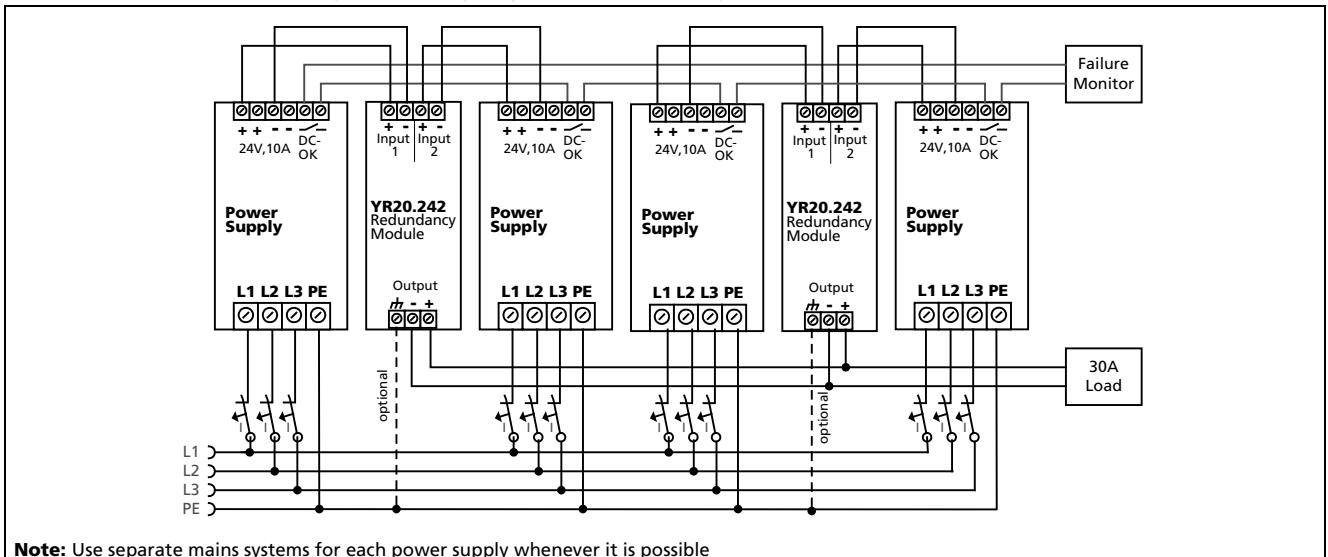 Failure
Monitor
+ + - -
24V,10A
DC-
OK
Power
Supply
L1 L2 L3 PE
+ - + -
Input
1
Input
2
YR20.242
Redundancy
Module
Output
- +
optional
+ + - -
24V,10A
DC-
OK
Power
Supply
L1 L2 L3 PE
+ + - -
24V,10A
DC-
OK
Power
Supply
L1 L2 L3 PE
+ - + -
Input
1
Input
2
YR20.242
Redundancy
Module
Output
- +
optional
+ + - -
24V,10A
DC-
OK
Power
Supply
L1 L2 L3 PE
30A
Load
I I I
I I I
I I I
I I I
L1
L2
L3
PE
Note: Use separate mains systems for each power supply whenever it is possible